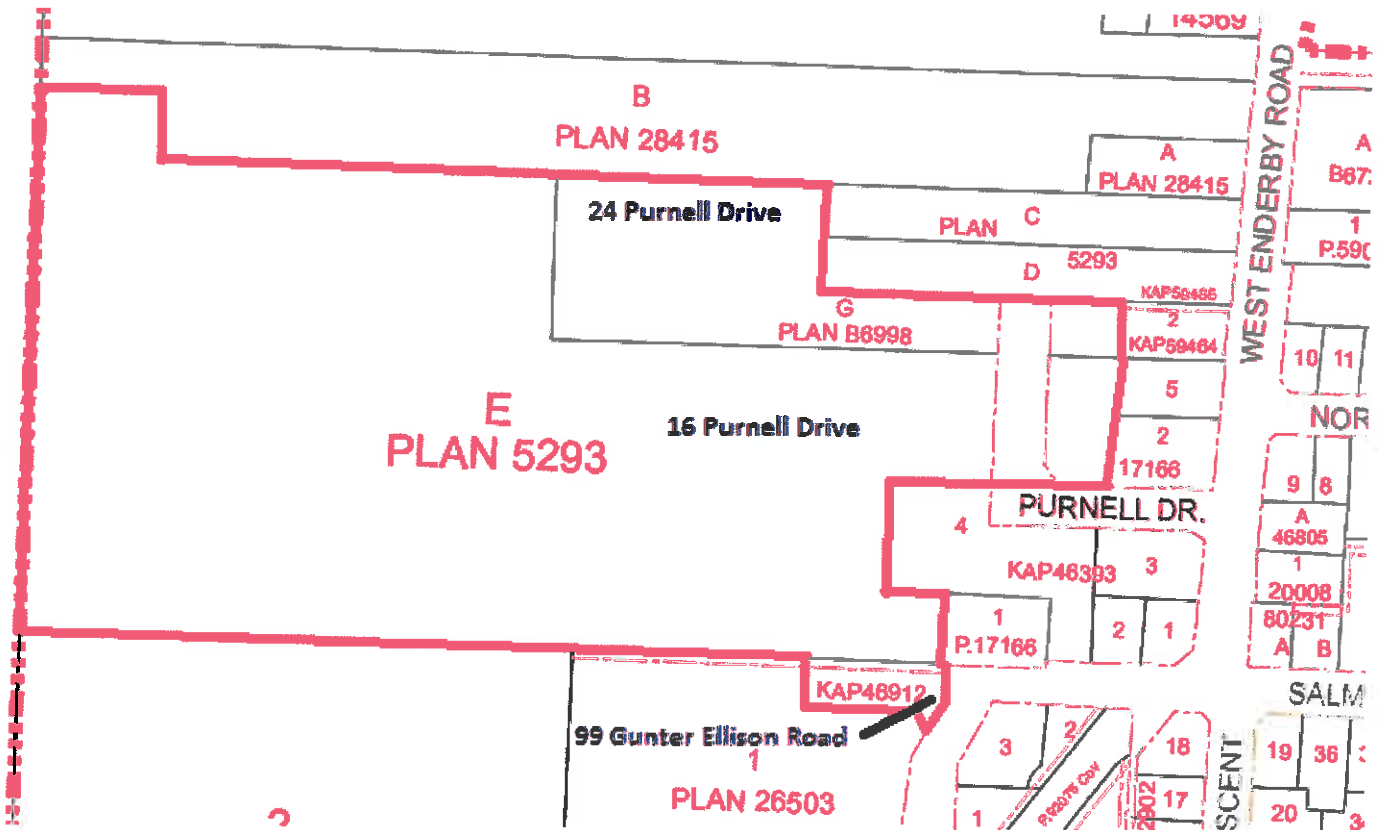 14569
B
PLAN 28415
A
PLAN 28415
WEST ENDERBY ROAD
A
B67
24 Purnell Drive
C
PLAN
5293
D
1
P.590
G
PLAN B6998
2
KAP59464
10
11
5
E
PLAN 5293
16 Purnell Drive
2
17166
NOR
9
8
PURNELL DR.
4
A
46805
KAP46393
3
1
20008
1
P.17166
2
1
80231
A
B
KAP46912
SALM
99 Gunter Ellison Road
1
PLAN 26503
3
2
18
19
36
17
SCENT
1
20